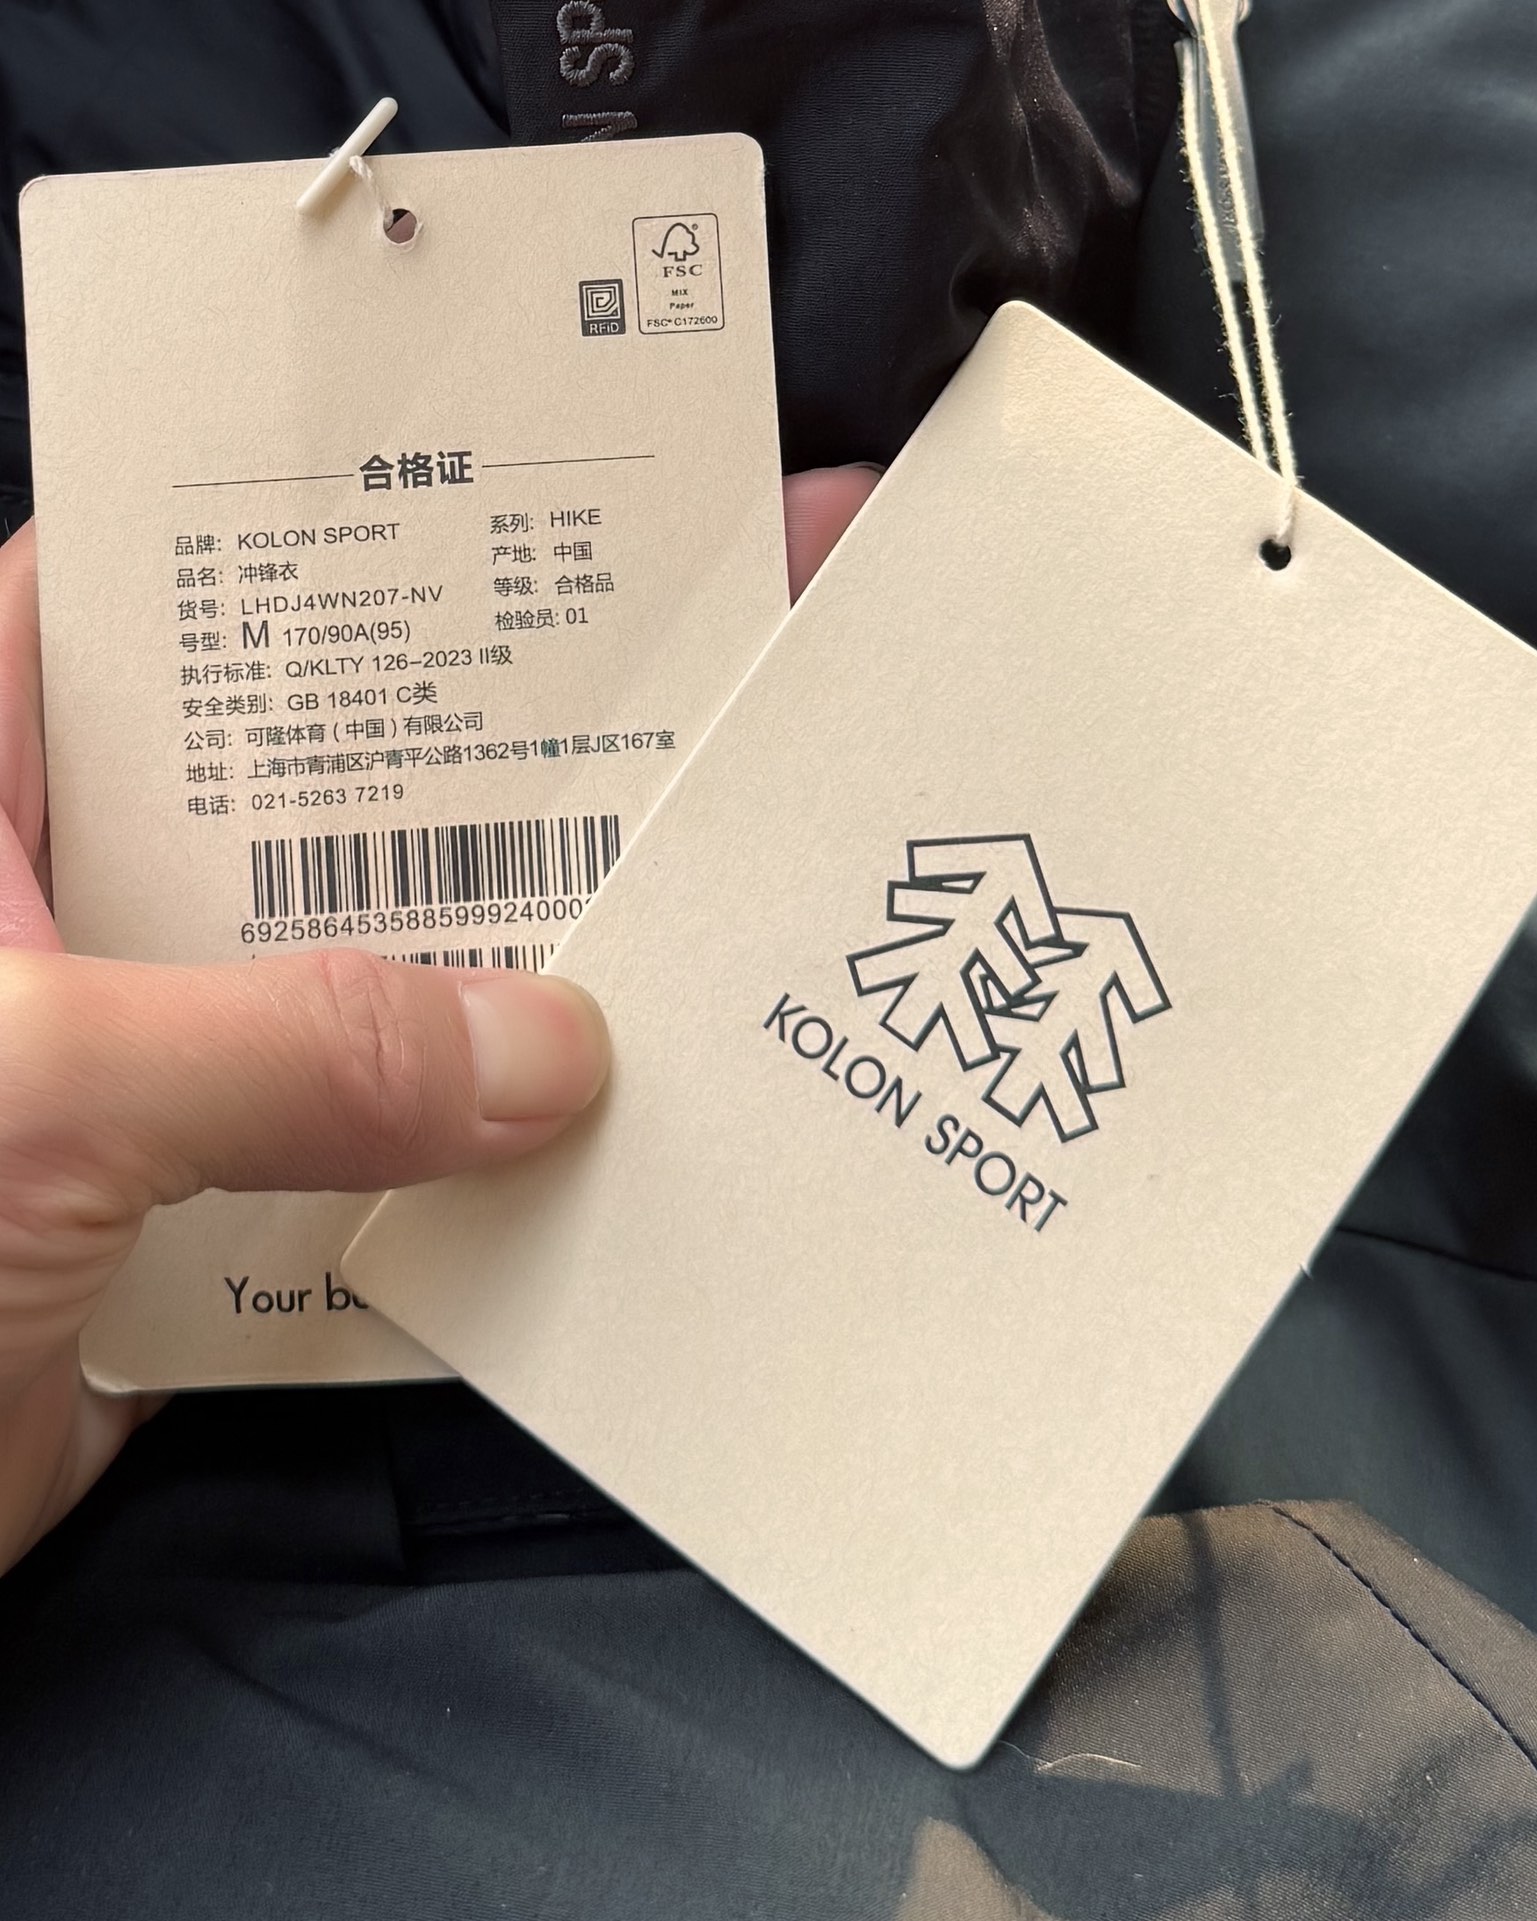 N SP
FSC
MIX
Paper
FSC® C172600
RFID
合格证
品牌: KOLON SPORT
系列: HIKE
品名: 冲锋衣
产地: 中国
货号: LHDJ4WN207-NV
等级: 合格品
号型: M 170/90A(95)
检验员: 01
执行标准: Q/KLTY 126-2023 II级
安全类别: GB 18401 C类
公司: 可隆体育(中国)有限公司
地址: 上海市青浦区沪青平公路1362号1幢1层J区167室
电话: 021-5263 7219
69258645358859992400
Your
KOLON SPORT